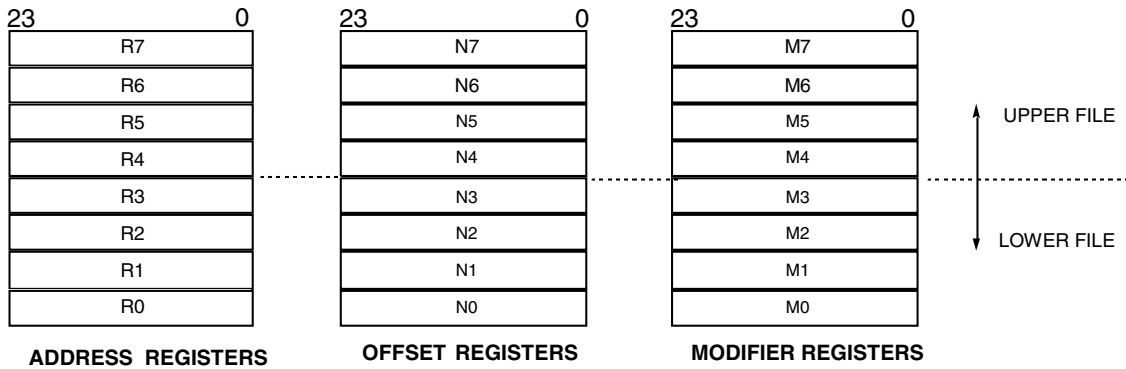 23 0 23 0 23 0
R7 N7 M7
R6 N6 M6
R5 N5 M5 UPPER FILE
R4 N4 M4
R3 N3 M3
R2 N2 M2 LOWER FILE
R1 N1 M1
R0 N0 M0
ADDRESS REGISTERS OFFSET REGISTERS MODIFIER REGISTERS